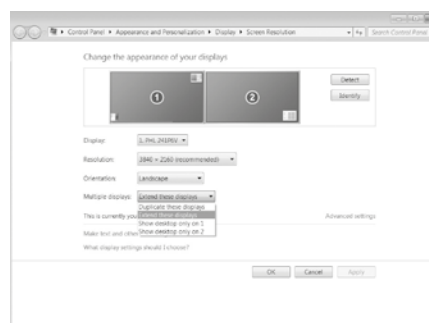 Control Panel ▸ Appearance and Personalization ▸ Display ▸ Screen Resolution
Search Control Panel
Change the appearance of your displays
1
2
Detect
Identify
Display:
Resolution: 3840 × 2160 (recommended)
Orientation: Landscape
Multiple displays: Extend these displays
Duplicate these displays
Extend these displays
Show desktop only on 1
Show desktop only on 2
This is currently you
Advanced settings
Make text and other
What display settings should I choose?
OK
Cancel
Apply